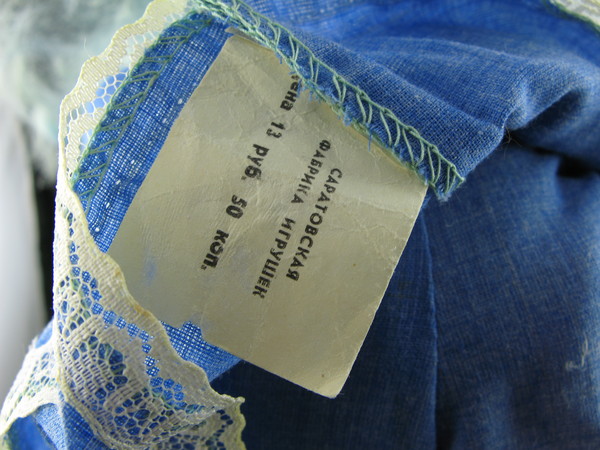 САРАТОВСКАЯ
ФАБРИКА ИГРУШЕК
ена 13 руб. 50 коп.